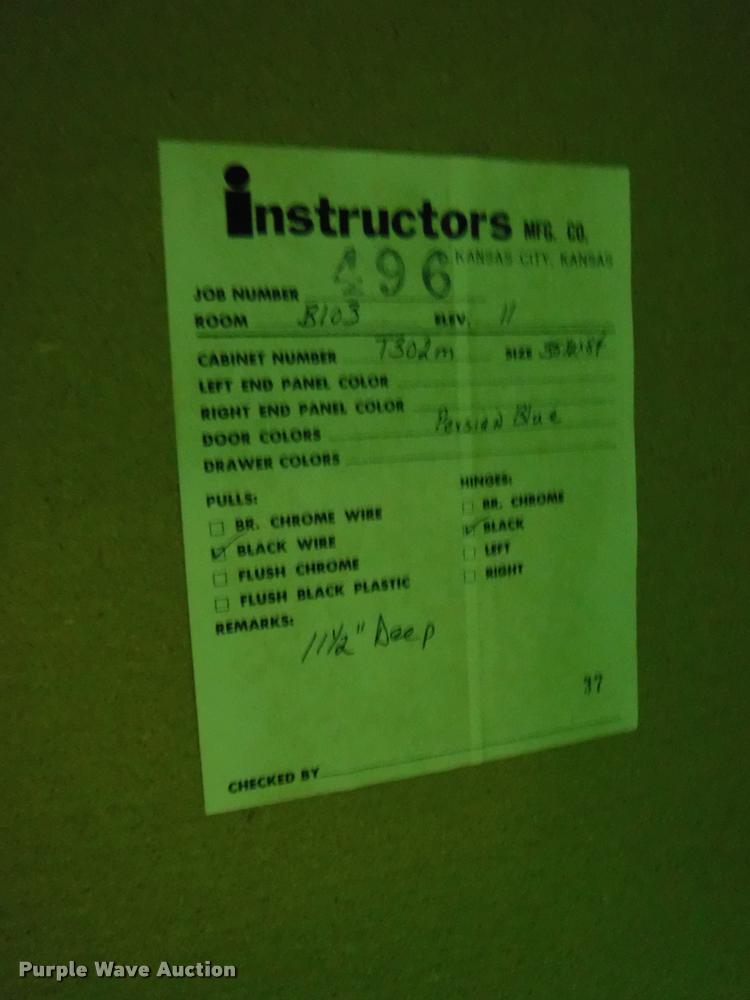 instructors MFG. CO.
KANSAS CITY, KANSAS
JOB NUMBER 496
ROOM B103 ELEV. 11
CABINET NUMBER T302m SIZE
LEFT END PANEL COLOR
RIGHT END PANEL COLOR
DOOR COLORS Persian Blue
DRAWER COLORS
PULLS: HINGES:
BR. CHROME WIRE BR. CHROME
BLACK WIRE BLACK
FLUSH CHROME LEFT
FLUSH BLACK PLASTIC RIGHT
REMARKS: 11½" Deep
37
CHECKED BY
Purple Wave Auction